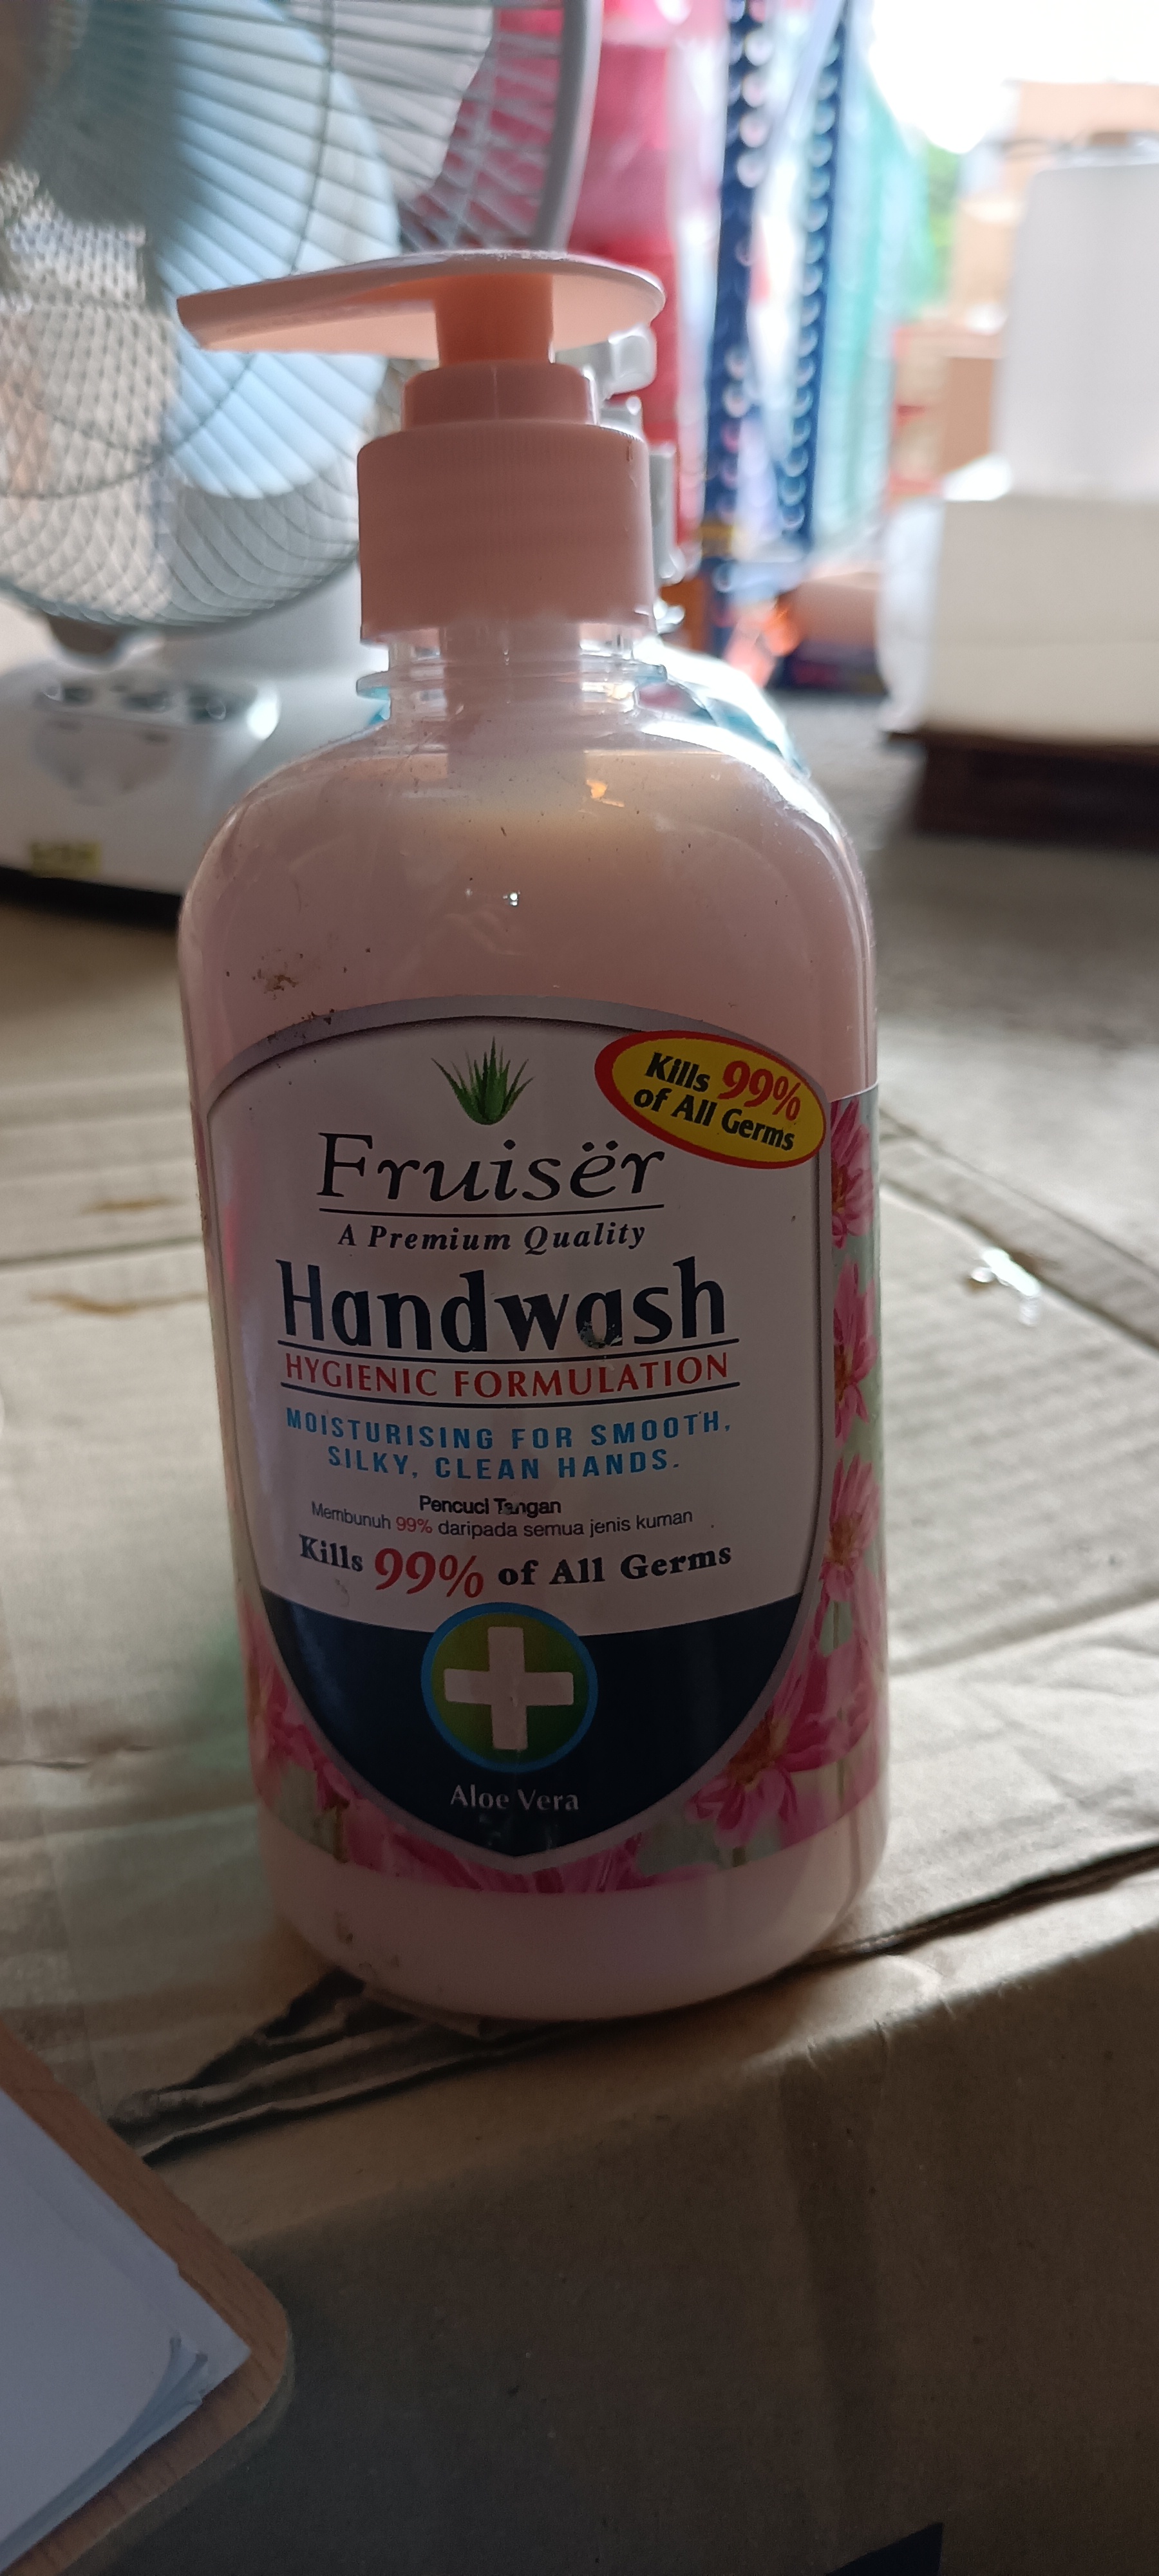 Kills 99%
of All Germs
Fruisër
A Premium Quality
Handwash
HYGIENIC FORMULATION
MOISTURISING FOR SMOOTH,
SILKY, CLEAN HANDS.
Pencuci Tangan
Membunuh 99% daripada semua jenis kuman
Kills 99% of All Germs
Aloe Vera